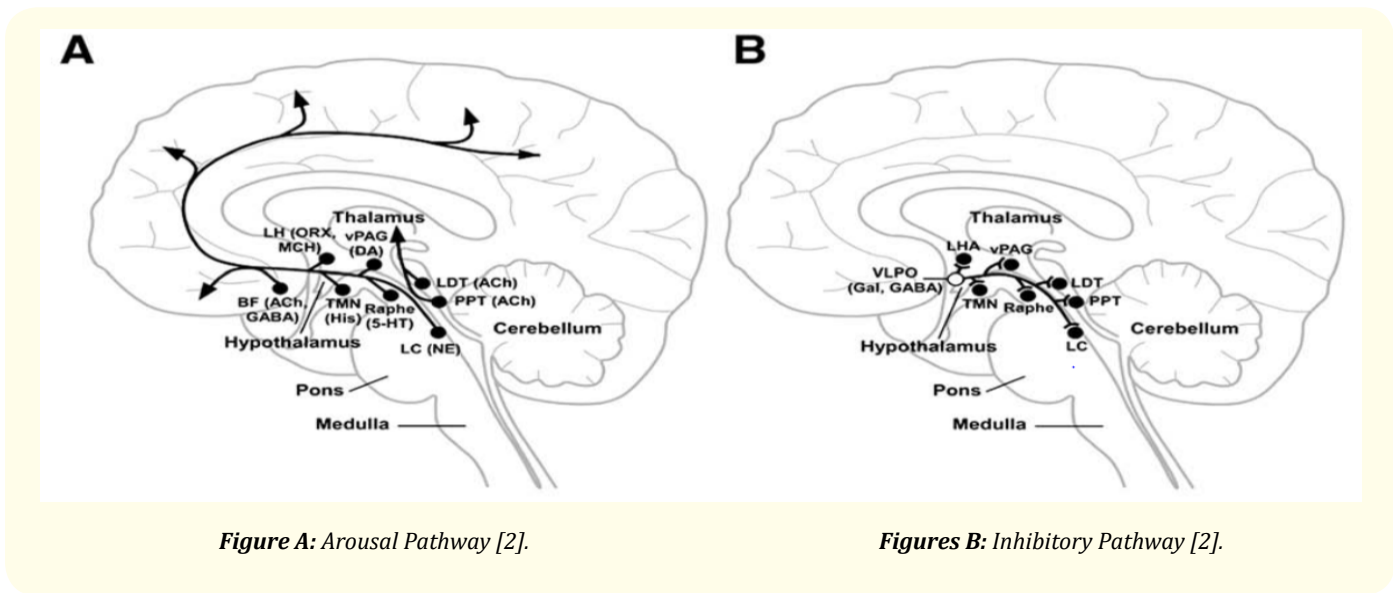 A
Thalamus
LH (ORX,
MCH)
vPAG
(DA)
LDT (ACh)
PPT (ACh)
BF (ACh,
GABA)
TMN
(His)
Raphe
(5-HT)
LC (NE)
Cerebellum
Hypothalamus
Pons
Medulla
B
Thalamus
LHA
vPAG
VLPO
(Gal, GABA)
LDT
PPT
TMN
Raphe
LC
Cerebellum
Hypothalamus
Pons
Medulla
Figure A: Arousal Pathway [2].
Figures B: Inhibitory Pathway [2].